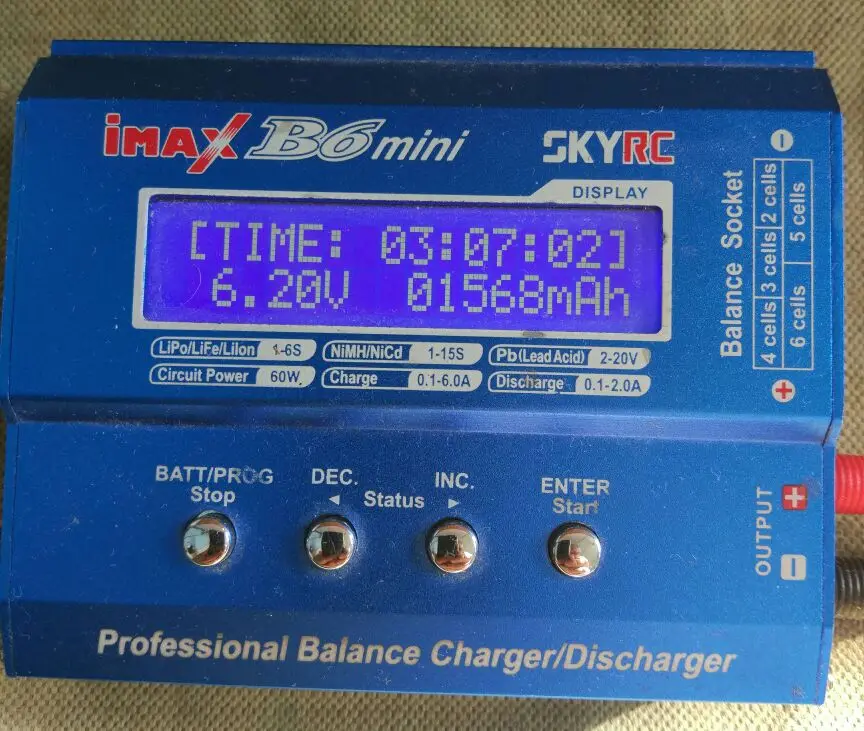 iMAX B6 mini SKYRC
DISPLAY
[TIME: 03:07:02]
6.20V 01568mAh
LiPo/LiFe/LiIon 1-6S NiMH/NiCd 1-15S Pb(Lead Acid) 2-20V
Circuit Power 60W Charge 0.1-6.0A Discharge 0.1-2.0A
Balance Socket
4 cells 3 cells 2 cells
6 cells 5 cells
BATT/PROG
Stop
DEC.
◄ Status ►
INC.
ENTER
Start
OUTPUT
Professional Balance Charger/Discharger